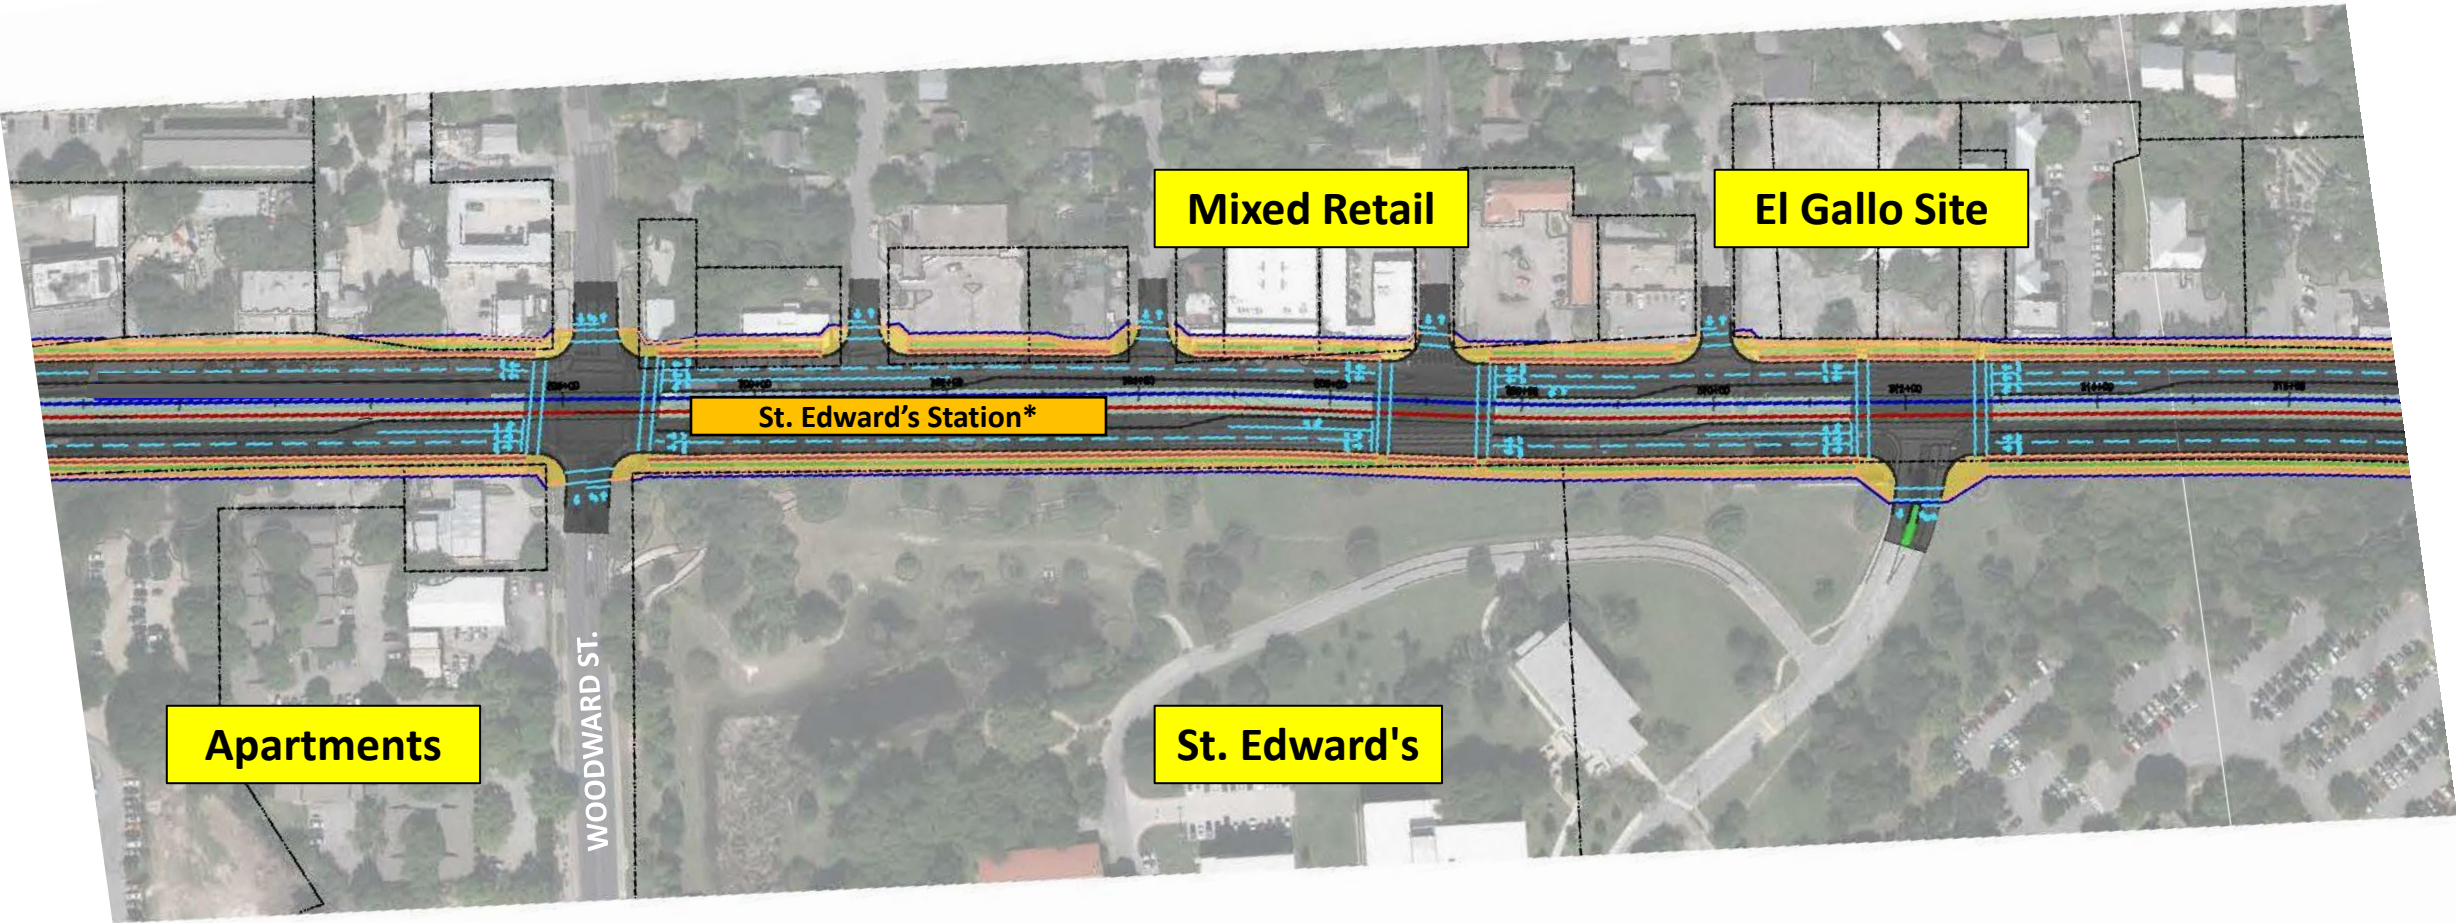 Mixed Retail
El Gallo Site
St. Edward’s Station*
WOODWARD ST.
Apartments
St. Edward's